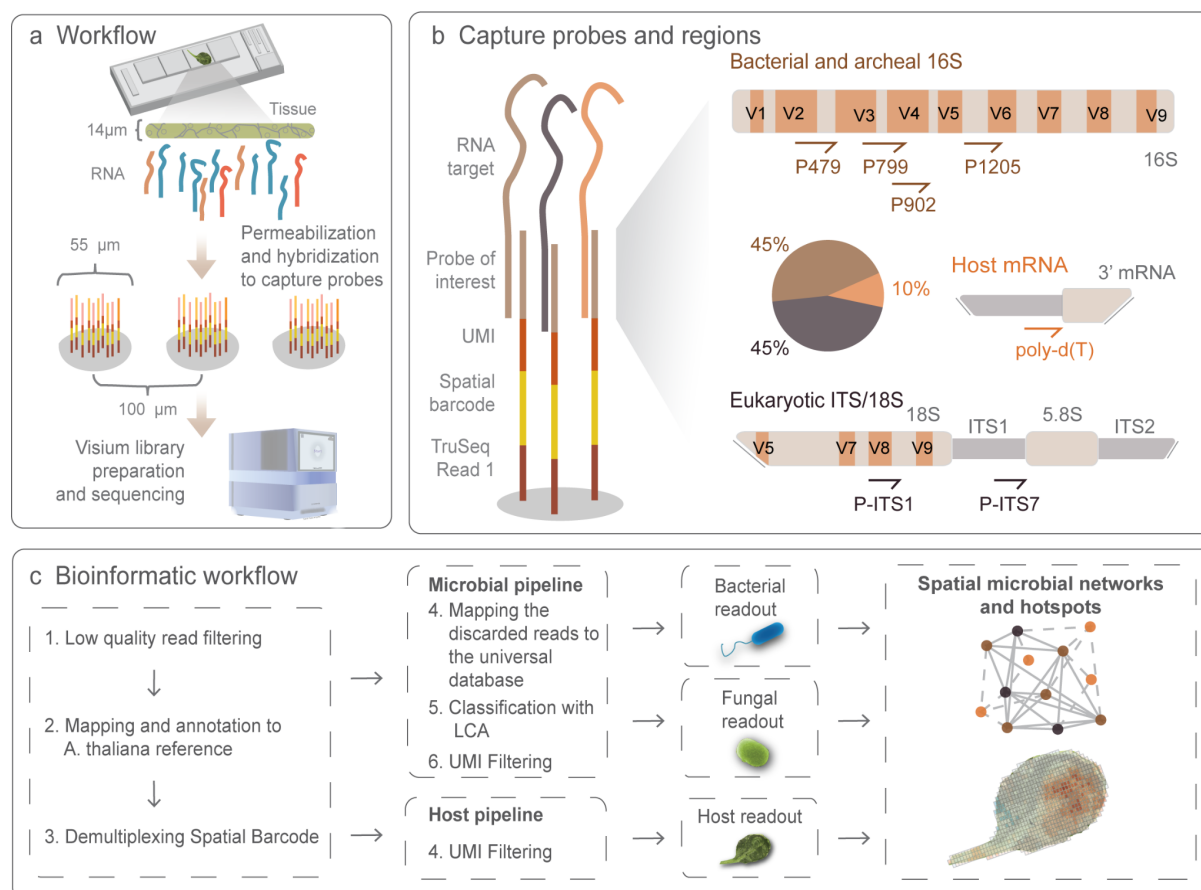 a Workflow
Tissue
14µm
RNA
55 µm
Permeabilization
and hybridization
to capture probes
100 µm
Visium library
preparation
and sequencing
b Capture probes and regions
RNA
target
Probe of
interest
UMI
Spatial
barcode
TruSeq
Read 1
Bacterial and archeal 16S
V1 V2 V3 V4 V5 V6 V7 V8 V9
16S
P479 P799 P1205
P902
45%
10%
45%
Host mRNA
3' mRNA
poly-d(T)
Eukaryotic ITS/18S
18S ITS1 5.8S ITS2
V5 V7 V8 V9
P-ITS1 P-ITS7
c Bioinformatic workflow
1. Low quality read filtering
2. Mapping and annotation to
A. thaliana reference
3. Demultiplexing Spatial Barcode
Microbial pipeline
4. Mapping the
discarded reads to
the universal
database
5. Classification with
LCA
6. UMI Filtering
Host pipeline
4. UMI Filtering
Bacterial
readout
Fungal
readout
Host readout
Spatial microbial networks
and hotspots